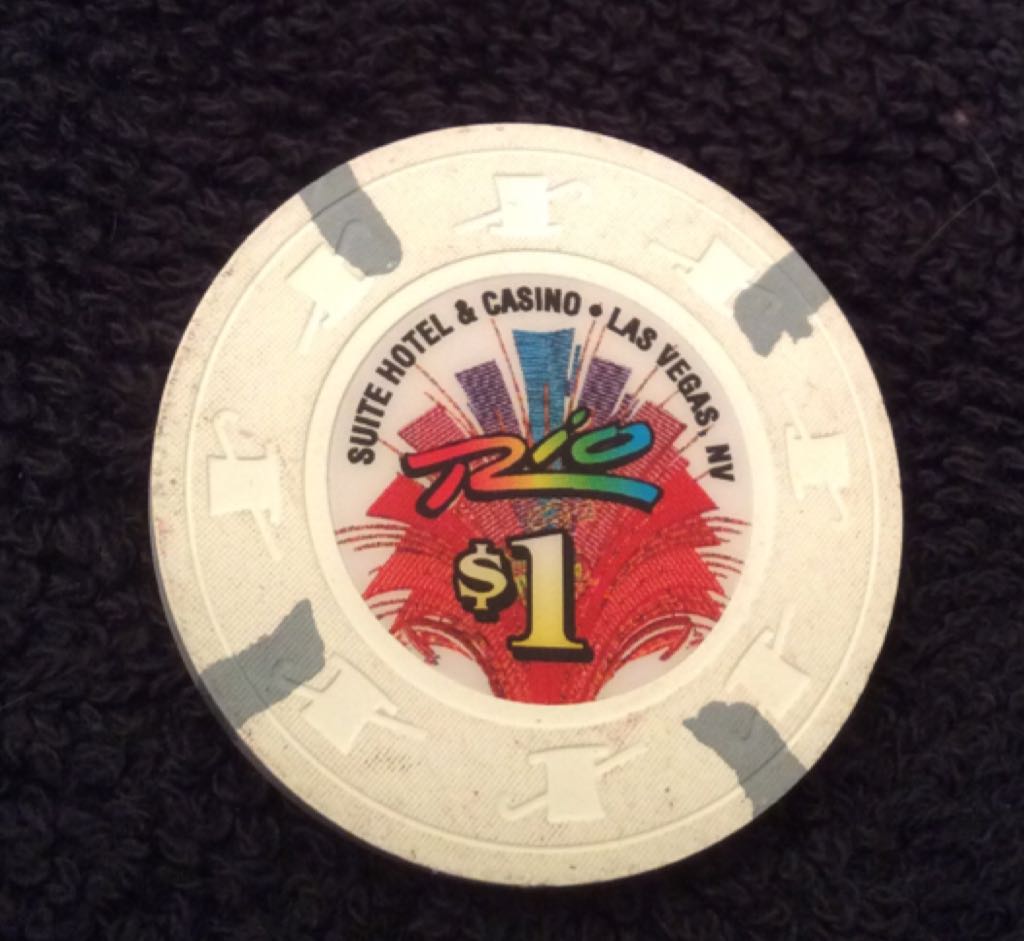 SUITE HOTEL & CASINO • LAS VEGAS, NV
Rio
$1